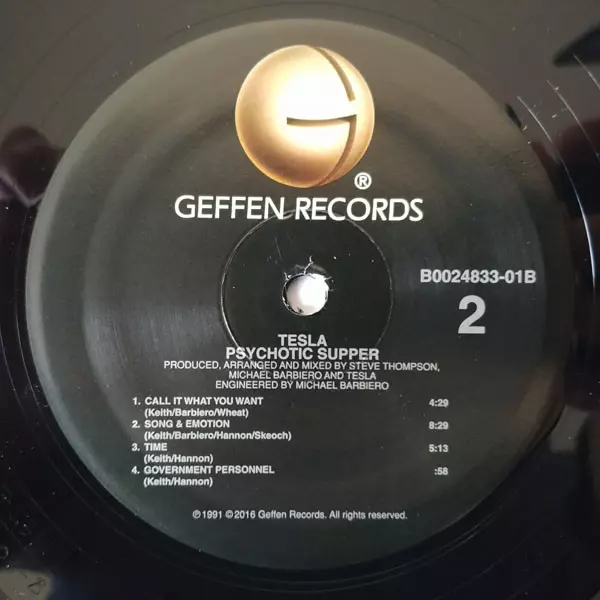 ®
GEFFEN RECORDS
B0024833-01B
2
TESLA
PSYCHOTIC SUPPER
PRODUCED, ARRANGED AND MIXED BY STEVE THOMPSON,
MICHAEL BARBIERO AND TESLA
ENGINEERED BY MICHAEL BARBIERO
1. CALL IT WHAT YOU WANT 4:29
(Keith/Barbiero/Wheat)
2. SONG & EMOTION 8:29
(Keith/Barbiero/Hannon/Skeoch)
3. TIME 5:13
(Keith/Hannon)
4. GOVERNMENT PERSONNEL :58
(Keith/Hannon)
℗1991 ©2016 Geffen Records. All rights reserved.